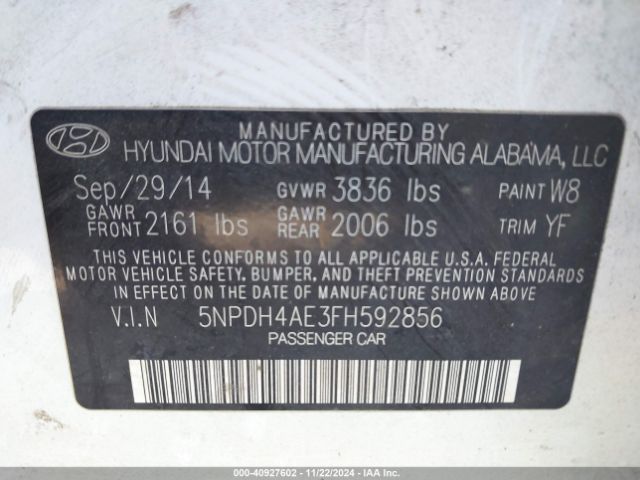 MANUFACTURED BY
HYUNDAI MOTOR MANUFACTURING ALABAMA, LLC
Sep/29/14 GVWR 3836 lbs PAINT W8
GAWR FRONT 2161 lbs GAWR REAR 2006 lbs TRIM YF
THIS VEHICLE CONFORMS TO ALL APPLICABLE U.S.A. FEDERAL
MOTOR VEHICLE SAFETY, BUMPER, AND THEFT PREVENTION STANDARDS
IN EFFECT ON THE DATE OF MANUFACTURE SHOWN ABOVE.
V.I.N 5NPDH4AE3FH592856
PASSENGER CAR
000-40927602 - 11/22/2024 - IAAI.COM